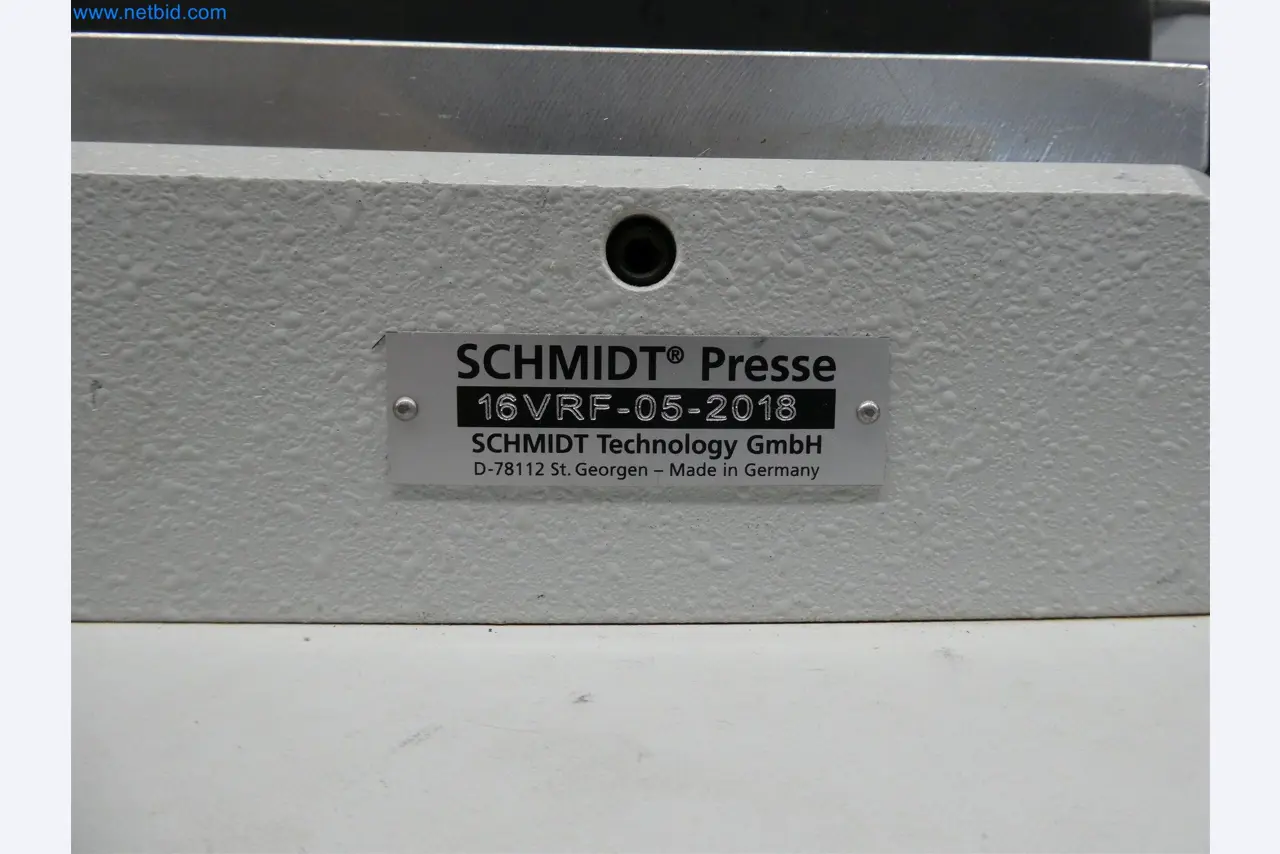 www.netbid.com
SCHMIDT® Presse
16VRF-05-2018
SCHMIDT Technology GmbH
D-78112 St. Georgen – Made in Germany